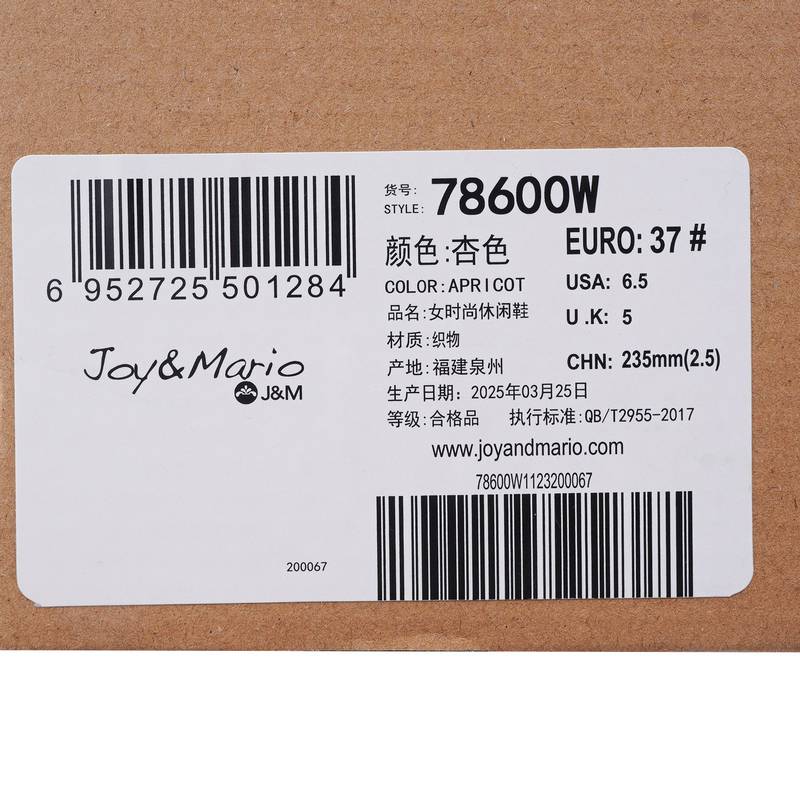 6 952725 501284
Joy&Mario
J&M
200067
货号:
STYLE: 78600W
颜色:杏色
COLOR:APRICOT
品名:女时尚休闲鞋
材质:织物
产地:福建泉州
生产日期: 2025年03月25日
等级:合格品 执行标准:QB/T2955-2017
EURO: 37 #
USA: 6.5
U .K: 5
CHN: 235mm(2.5)
www.joyandmario.com
78600W1123200067